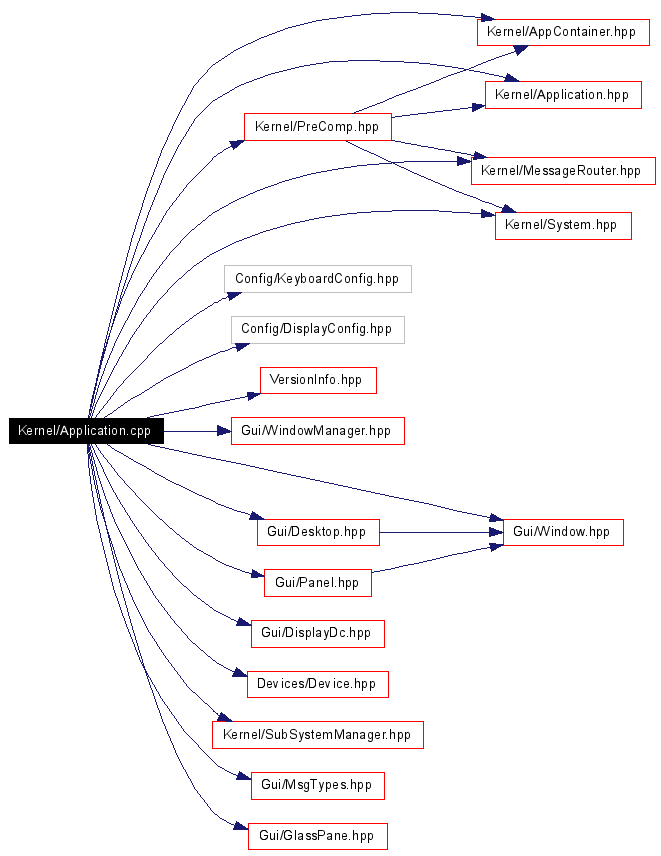 Kernel/AppContainer.hpp
Kernel/Application.hpp
Kernel/PreComp.hpp
Kernel/MessageRouter.hpp
Kernel/System.hpp
Config/KeyboardConfig.hpp
Config/DisplayConfig.hpp
VersionInfo.hpp
Kernel/Application.cpp
Gui/WindowManager.hpp
Gui/Desktop.hpp
Gui/Window.hpp
Gui/Panel.hpp
Gui/DisplayDc.hpp
Devices/Device.hpp
Kernel/SubSystemManager.hpp
Gui/MsgTypes.hpp
Gui/GlassPane.hpp